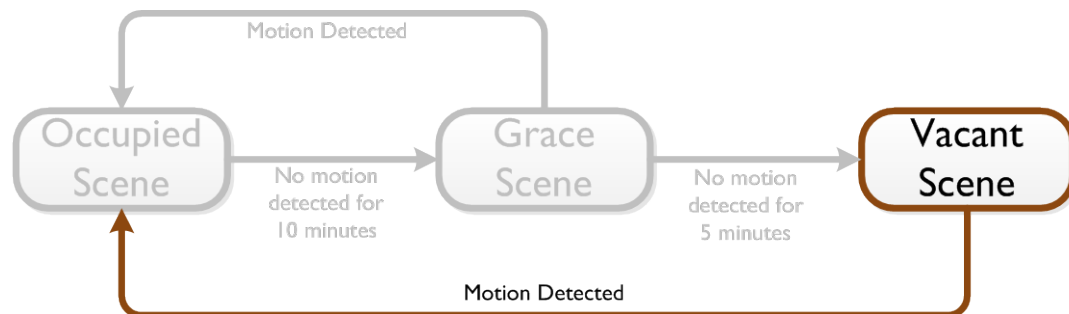 Motion Detected
Occupied
Scene
No motion
detected for
10 minutes
Grace
Scene
No motion
detected for
5 minutes
Vacant
Scene
Motion Detected